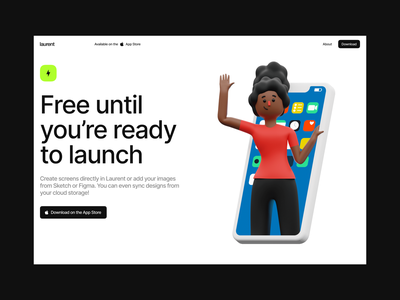 laurent
Available on the App Store
About
Download
Free until
you're ready
to launch
Create screens directly in Laurent or add your images
from Sketch or Figma. You can even sync designs from
your cloud storage!
Download on the App Store